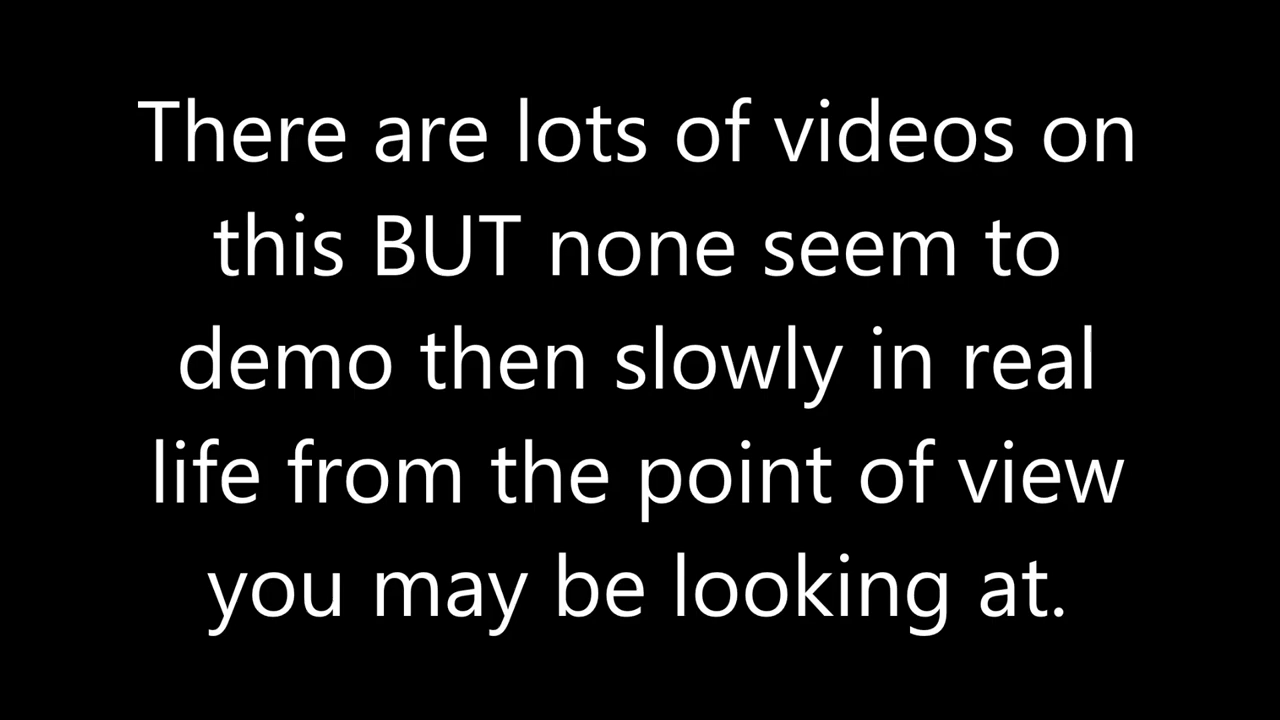 There are lots of videos on
this BUT none seem to
demo then slowly in real
life from the point of view
you may be looking at.